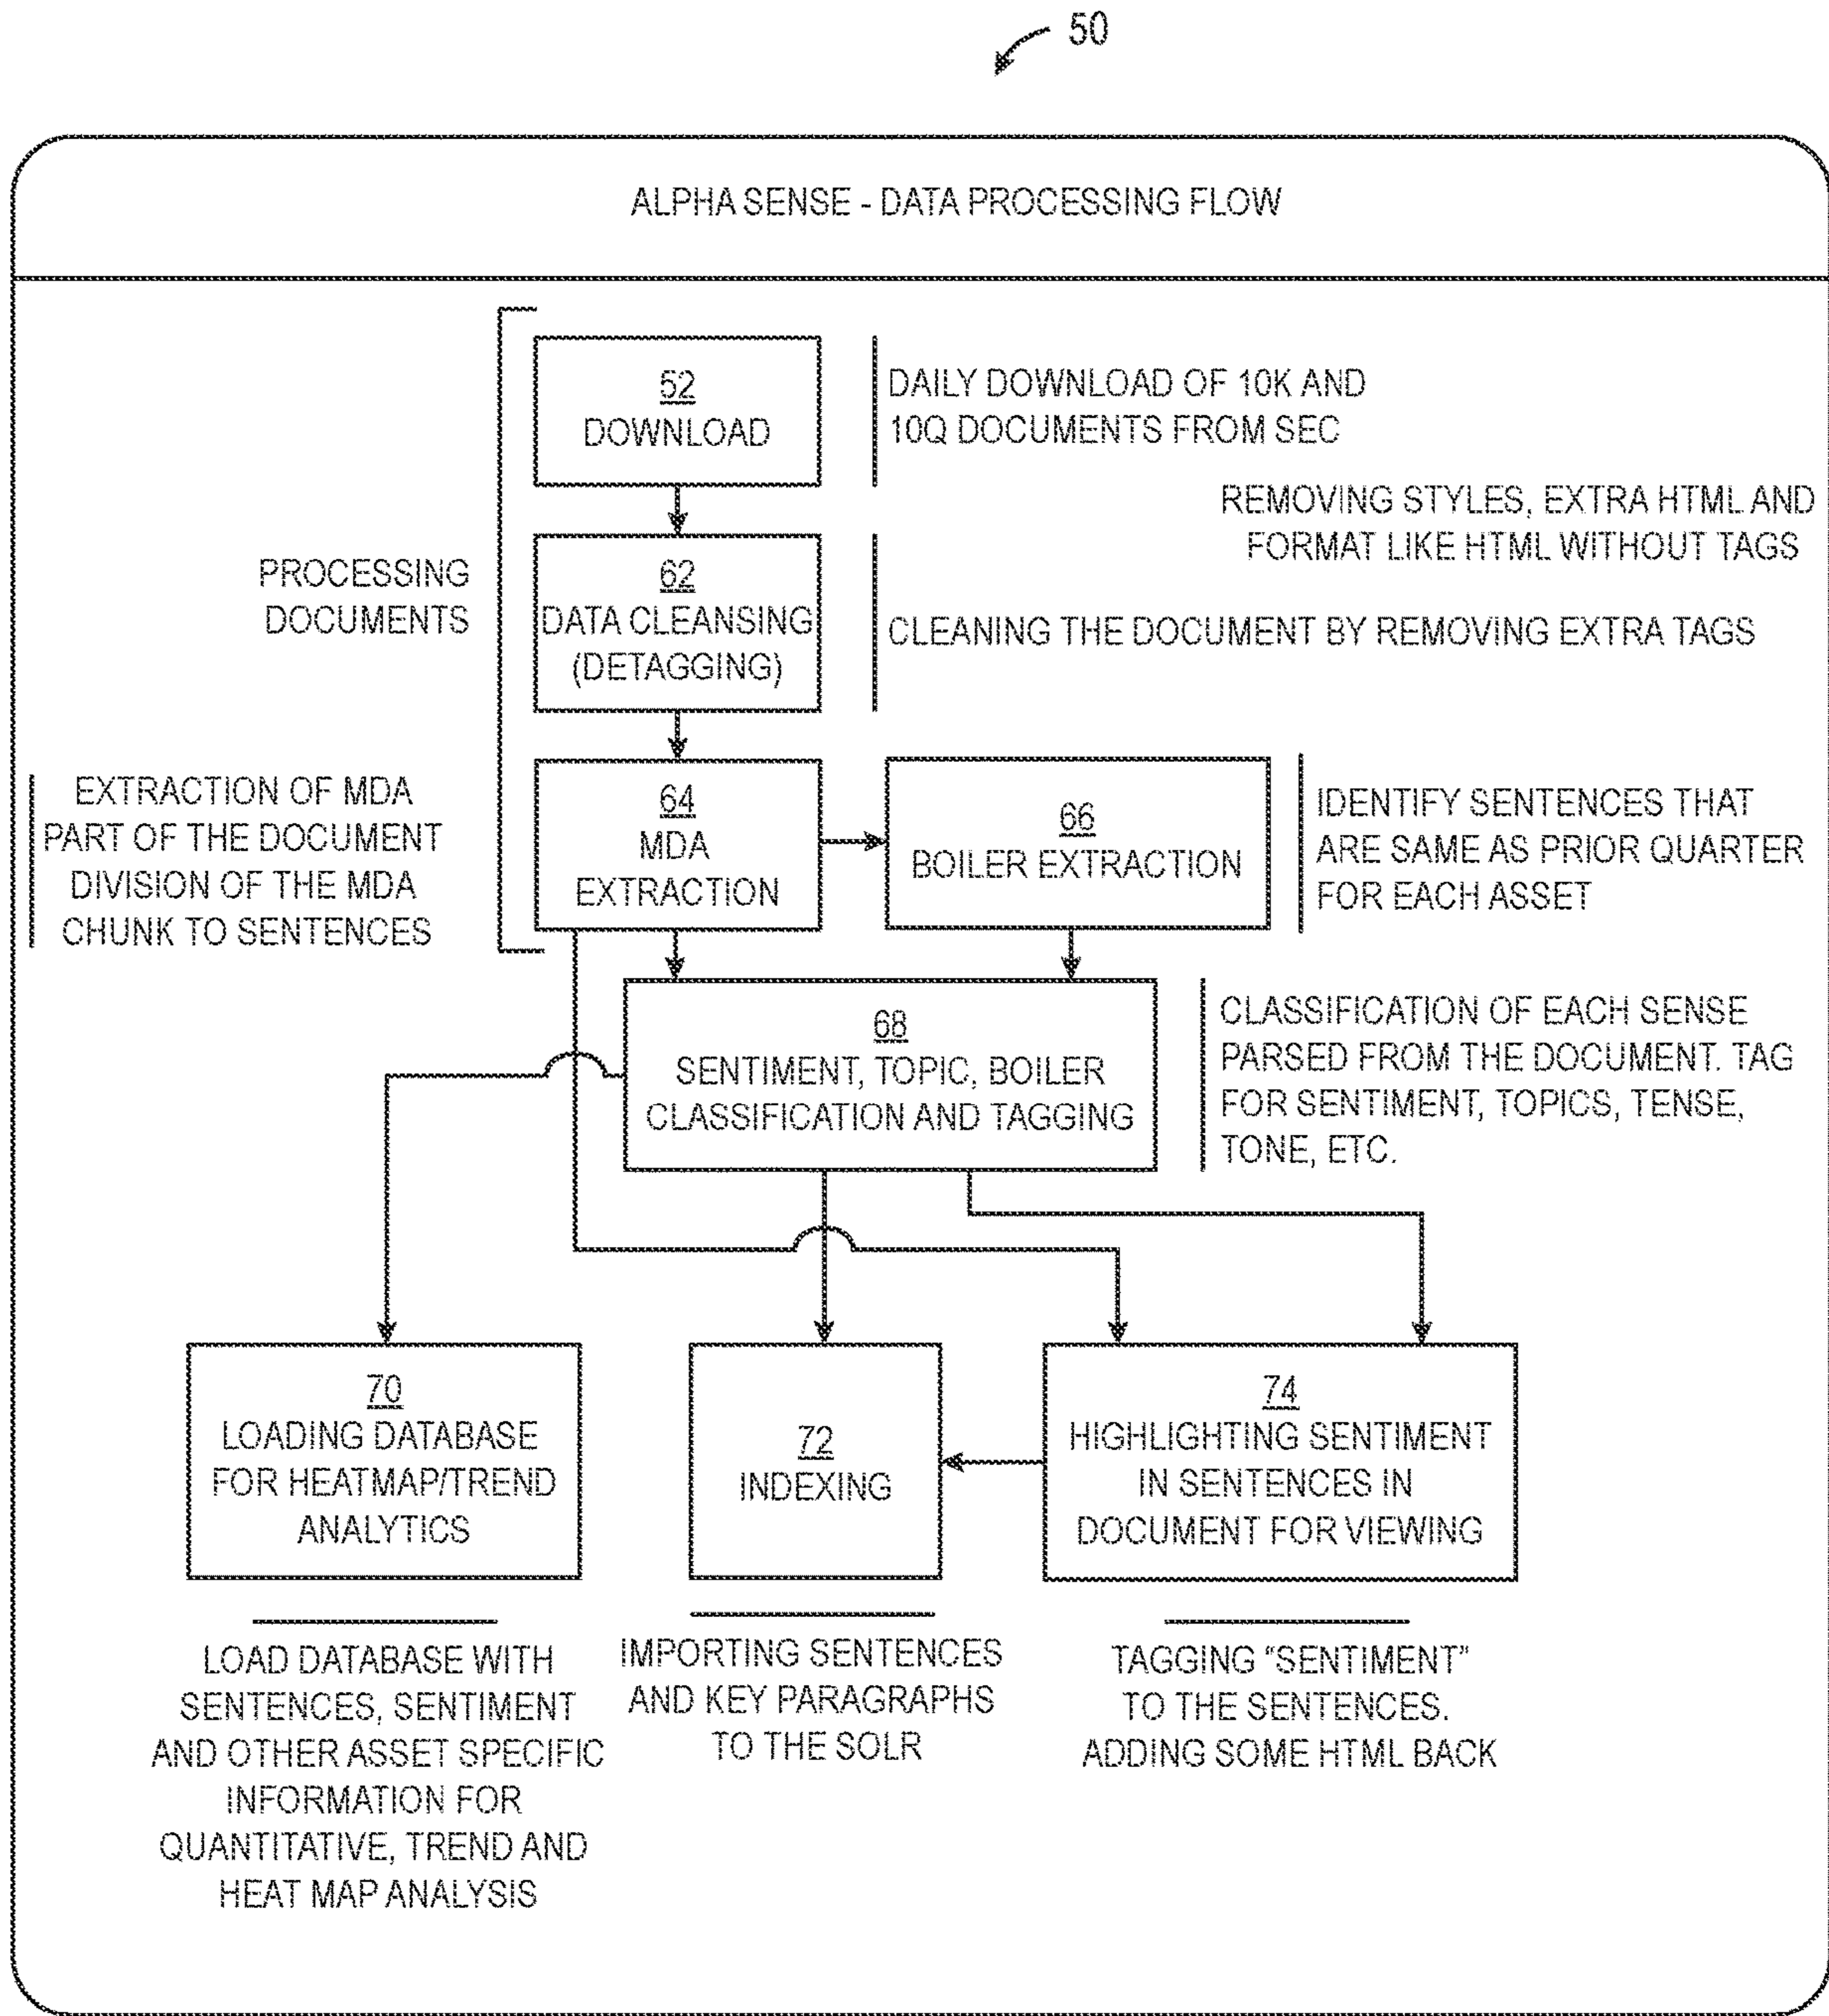 50
ALPHA SENSE - DATA PROCESSING FLOW
52
DOWNLOAD
DAILY DOWNLOAD OF 10K AND
10Q DOCUMENTS FROM SEC
REMOVING STYLES, EXTRA HTML AND
FORMAT LIKE HTML WITHOUT TAGS
PROCESSING
DOCUMENTS
62
DATA CLEANSING
(DETAGGING)
CLEANING THE DOCUMENT BY REMOVING EXTRA TAGS
EXTRACTION OF MDA
PART OF THE DOCUMENT
DIVISION OF THE MDA
CHUNK TO SENTENCES
64
MDA
EXTRACTION
66
BOILER EXTRACTION
IDENTIFY SENTENCES THAT
ARE SAME AS PRIOR QUARTER
FOR EACH ASSET
68
SENTIMENT, TOPIC, BOILER
CLASSIFICATION AND TAGGING
CLASSIFICATION OF EACH SENSE
PARSED FROM THE DOCUMENT. TAG
FOR SENTIMENT, TOPICS, TENSE,
TONE, ETC.
70
LOADING DATABASE
FOR HEATMAP/TREND
ANALYTICS
72
INDEXING
74
HIGHLIGHTING SENTIMENT
IN SENTENCES IN
DOCUMENT FOR VIEWING
LOAD DATABASE WITH
SENTENCES, SENTIMENT
AND OTHER ASSET SPECIFIC
INFORMATION FOR
QUANTITATIVE, TREND AND
HEAT MAP ANALYSIS
IMPORTING SENTENCES
AND KEY PARAGRAPHS
TO THE SOLR
TAGGING “SENTIMENT”
TO THE SENTENCES.
ADDING SOME HTML BACK